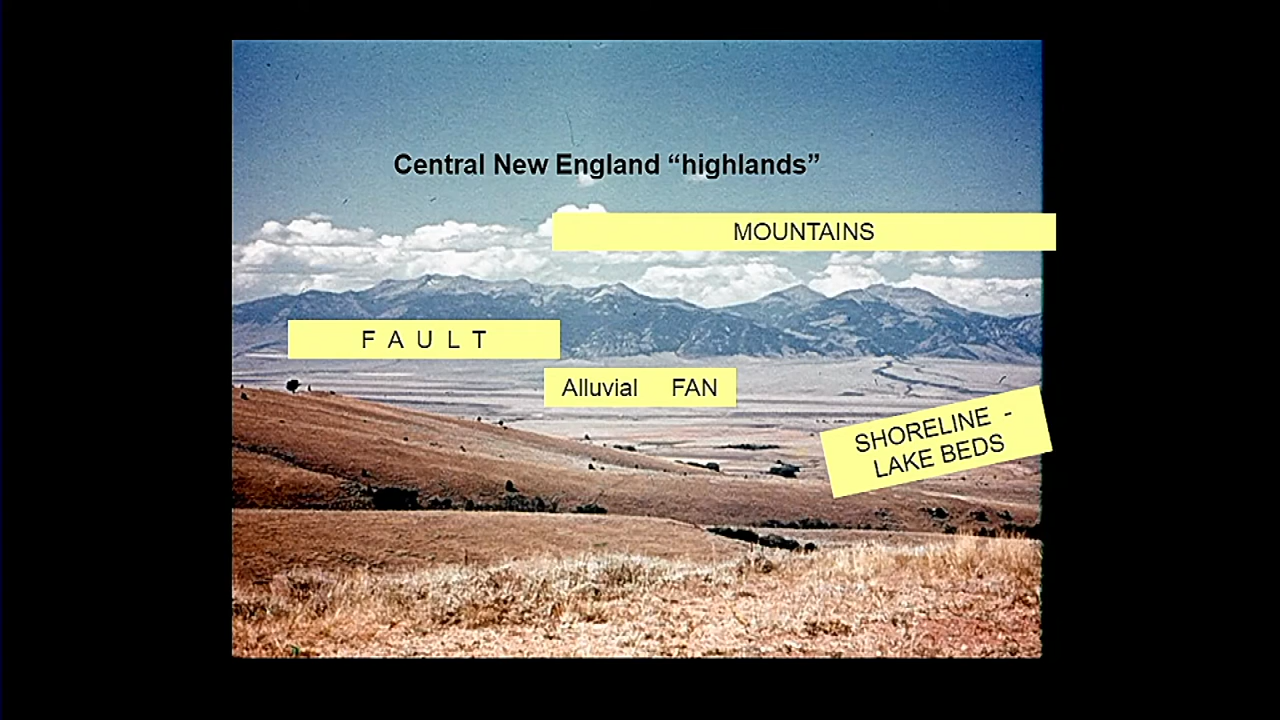 Central New England “highlands”
MOUNTAINS
F A U L T
Alluvial FAN
SHORELINE -
LAKE BEDS